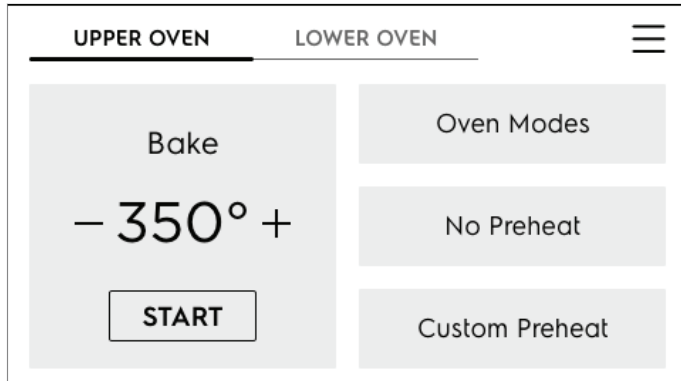 UPPER OVEN LOWER OVEN
Bake
− 350° +
START
Oven Modes
No Preheat
Custom Preheat